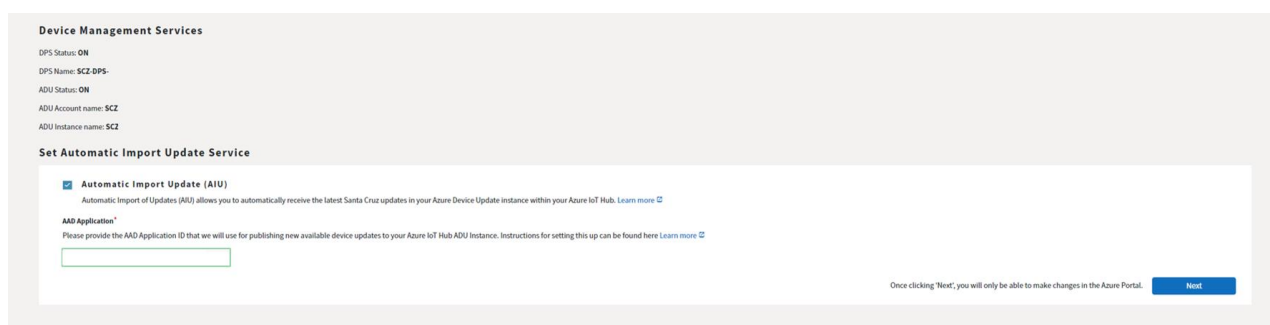 Device Management Services
DPS Status: ON
DPS Name: SCZ-DPS-
ADU Status: ON
ADU Account name: SCZ
ADU Instance name: SCZ
Set Automatic Import Update Service
Automatic Import Update (AIU)
Automatic Import of Updates (AIU) allows you to automatically receive the latest Santa Cruz updates in your Azure Device Update instance within your Azure IoT Hub. Learn more
AAD Application*
Please provide the AAD Application ID that we will use for publishing new available device updates to your Azure IoT Hub ADU Instance. Instructions for setting this up can be found here Learn more
Once clicking 'Next', you will only be able to make changes in the Azure Portal. Next